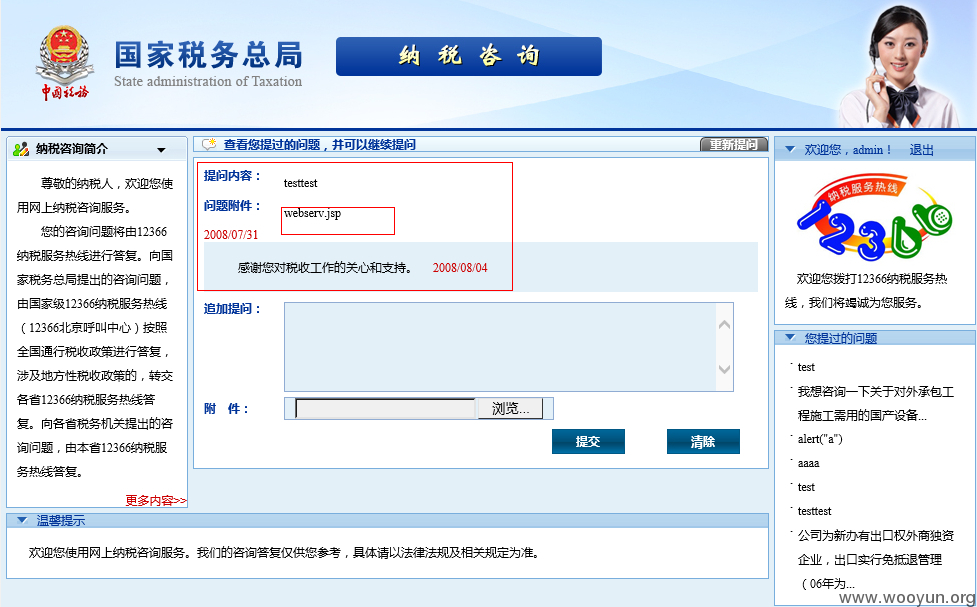 国家税务总局
State administration of Taxation
中国税务
纳税咨询
纳税咨询简介
尊敬的纳税人，欢迎您使
用网上纳税咨询服务。
您的咨询问题将由12366
纳税服务热线进行答复。向国
家税务总局提出的咨询问题，
由国家级12366纳税服务热线
（12366北京呼叫中心）按照
全国通行税收政策进行答复，
涉及地方性税收政策的，转交
各省12366纳税服务热线答
复。向各省税务机关提出的咨
询问题，由本省12366纳税服
务热线答复。
更多内容>>
查看您提过的问题，并可以继续提问
重新提问
提问内容：
testtest
问题附件：
webserv.jsp
2008/07/31
感谢您对税收工作的关心和支持。 2008/08/04
追加提问：
附 件：
浏览...
提交
清除
欢迎您，admin！ 退出
纳税服务热线
12366
欢迎您拨打12366纳税服务热
线，我们将竭诚为您服务。
您提过的问题
test
我想咨询一下关于对外承包工
程施工需用的国产设备...
alert("a")
aaaa
test
testtest
公司为新办有出口权外商独资
企业，出口实行免抵退管理
（06年为...
温馨提示
欢迎您使用网上纳税咨询服务。我们的咨询答复仅供您参考，具体请以法律法规及相关规定为准。
www.wooyun.org